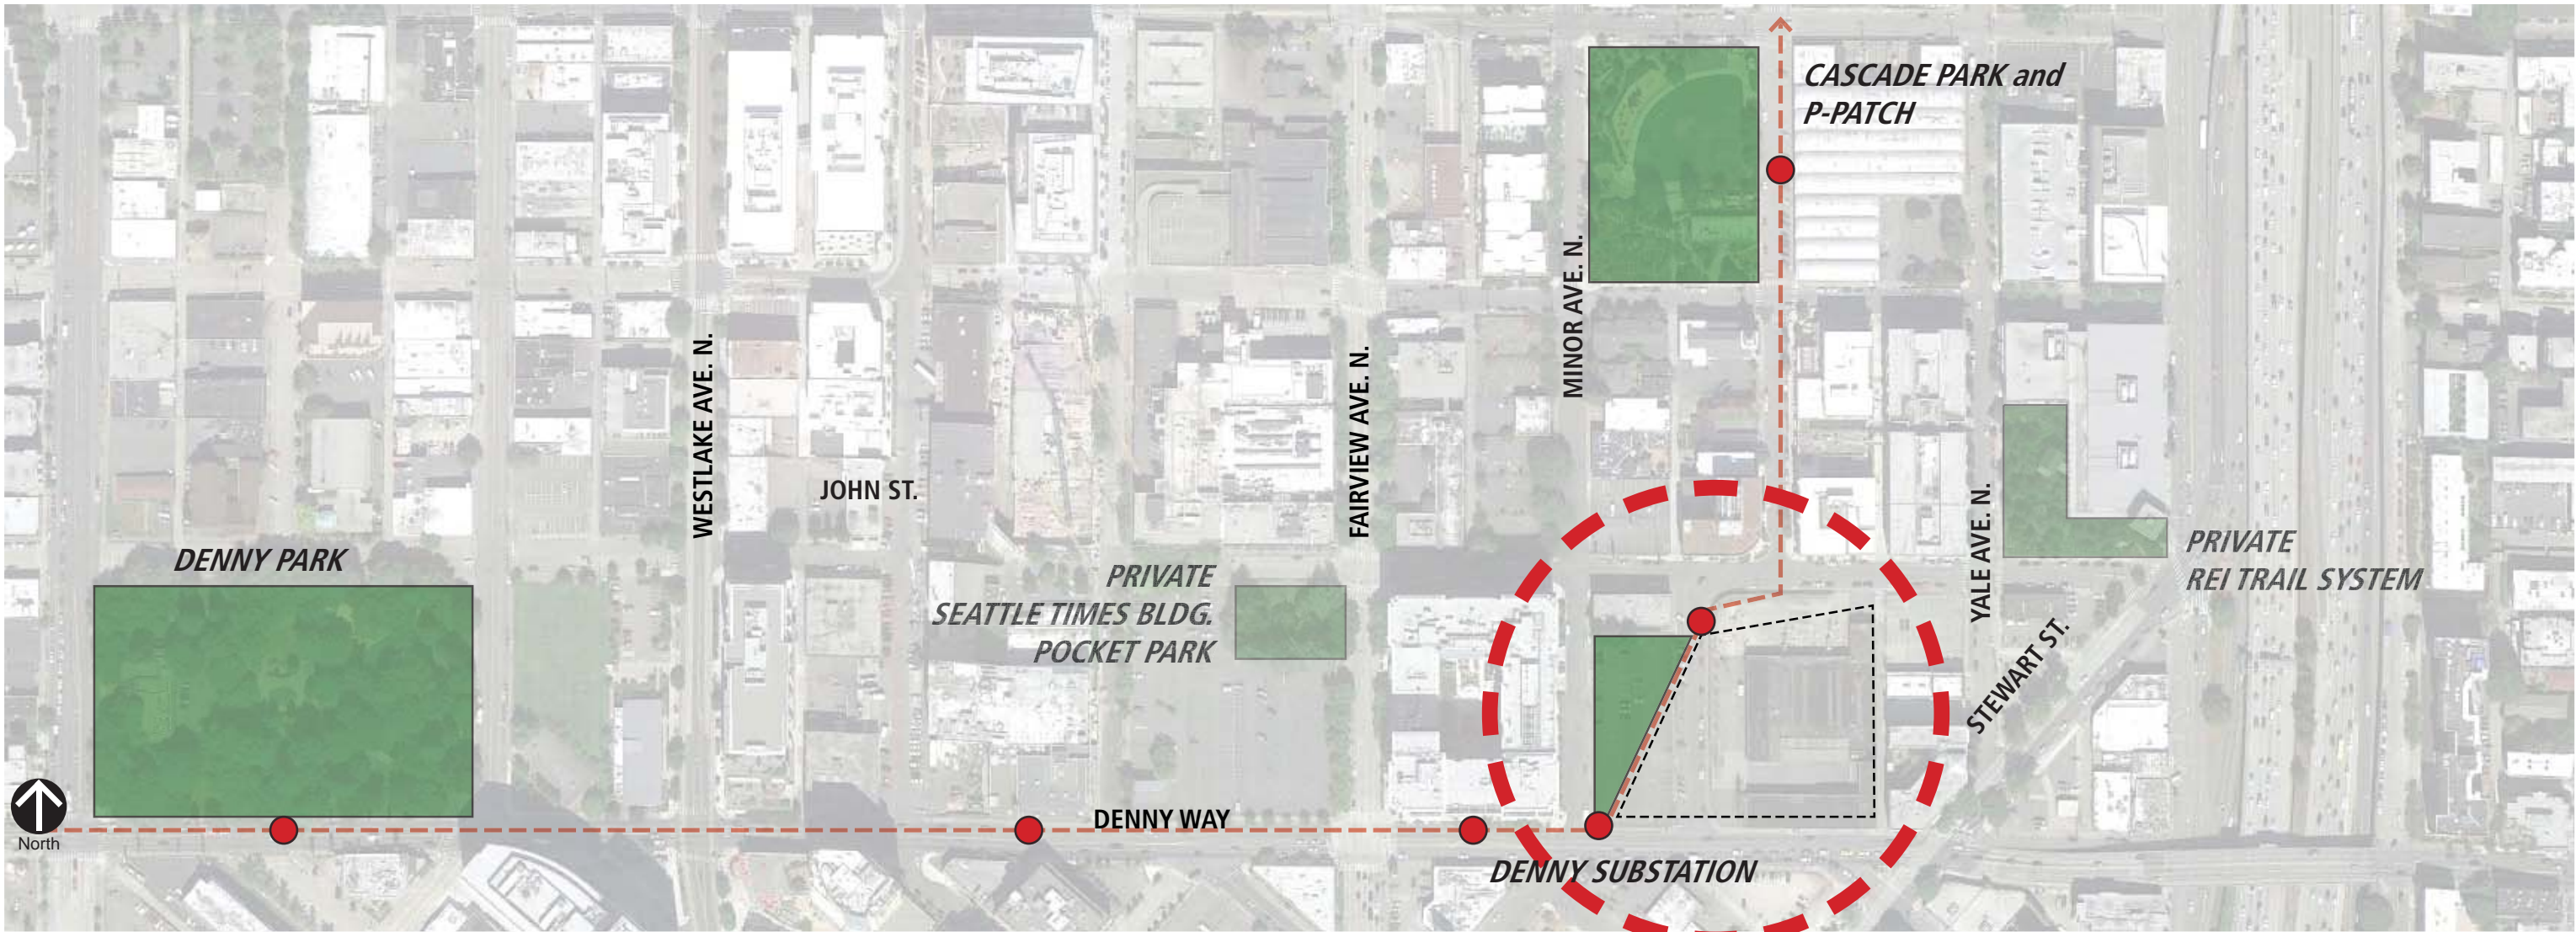 CASCADE PARK and
P-PATCH
MINOR AVE. N.
WESTLAKE AVE. N.
FAIRVIEW AVE. N.
JOHN ST.
YALE AVE. N.
DENNY PARK
PRIVATE
SEATTLE TIMES BLDG.
POCKET PARK
PRIVATE
REI TRAIL SYSTEM
STEWART ST.
DENNY WAY
North
DENNY SUBSTATION